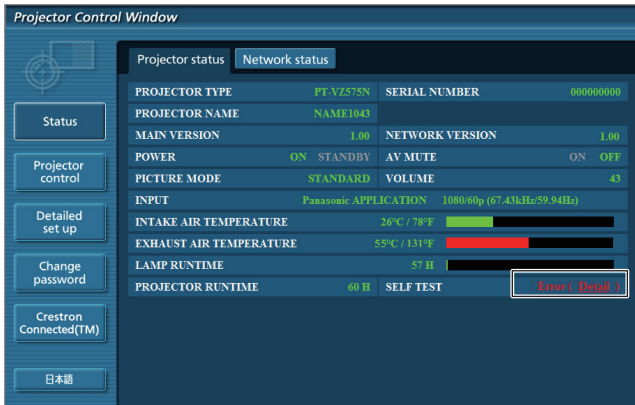 Projector Control Window
Projector status Network status
Status
Projector control
Detailed set up
Change password
Crestron Connected(TM)
日本語
PROJECTOR TYPE PT-VZ575N SERIAL NUMBER 000000000
PROJECTOR NAME NAME1043
MAIN VERSION 1.00 NETWORK VERSION 1.00
POWER ON STANDBY AV MUTE ON OFF
PICTURE MODE STANDARD VOLUME 43
INPUT Panasonic APPLICATION 1080/60p (67.43kHz/59.94Hz)
INTAKE AIR TEMPERATURE 26°C / 78°F
EXHAUST AIR TEMPERATURE 55°C / 131°F
LAMP RUNTIME 57 H
PROJECTOR RUNTIME 60 H SELF TEST Error ( Detail )